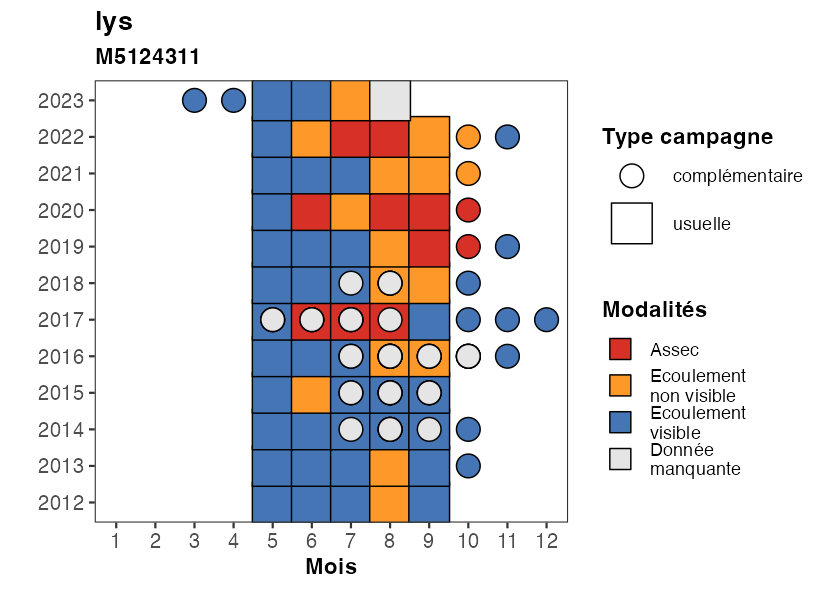 lys
M5124311
2023
2022
2021
2020
2019
2018
2017
2016
2015
2014
2013
2012
1 2 3 4 5 6 7 8 9 10 11 12
Mois
Type campagne
complémentaire
usuelle
Modalités
Assec
Ecoulement
non visible
Ecoulement
visible
Donnée
manquante